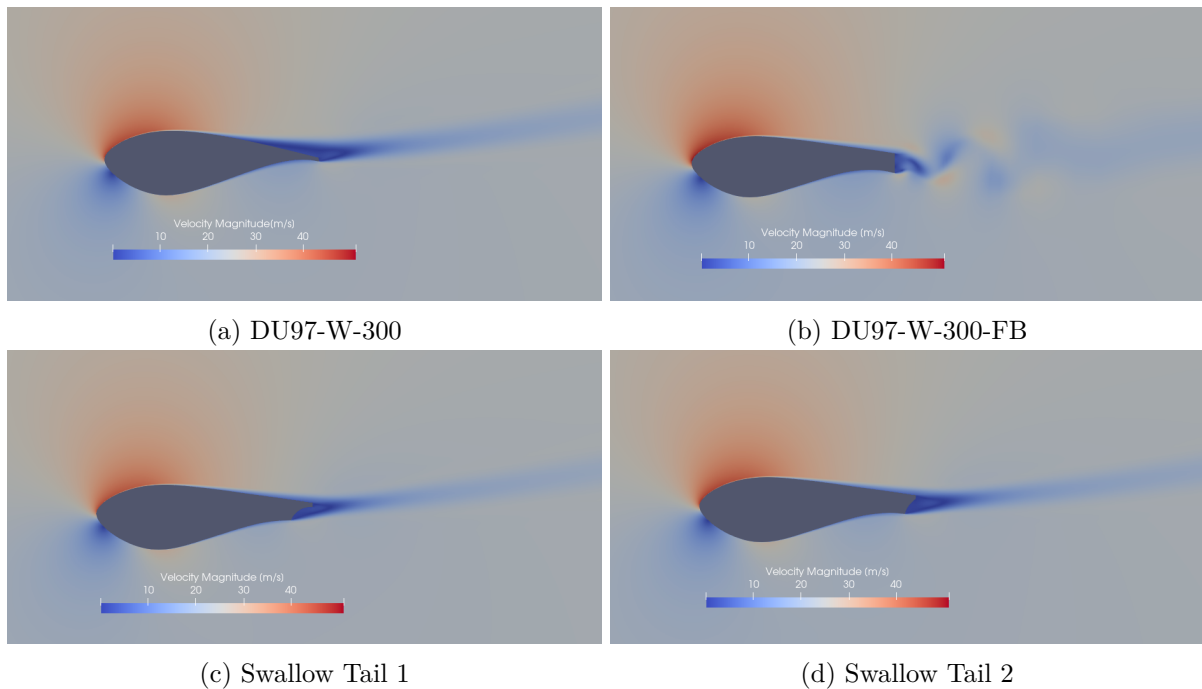 Velocity Magnitude(m/s)
10 20 30 40
(a) DU97-W-300
Velocity Magnitude (m/s)
10 20 30 40
(b) DU97-W-300-FB
Velocity Magnitude (m/s)
10 20 30 40
(c) Swallow Tail 1
Velocity Magnitude (m/s)
10 20 30 40
(d) Swallow Tail 2